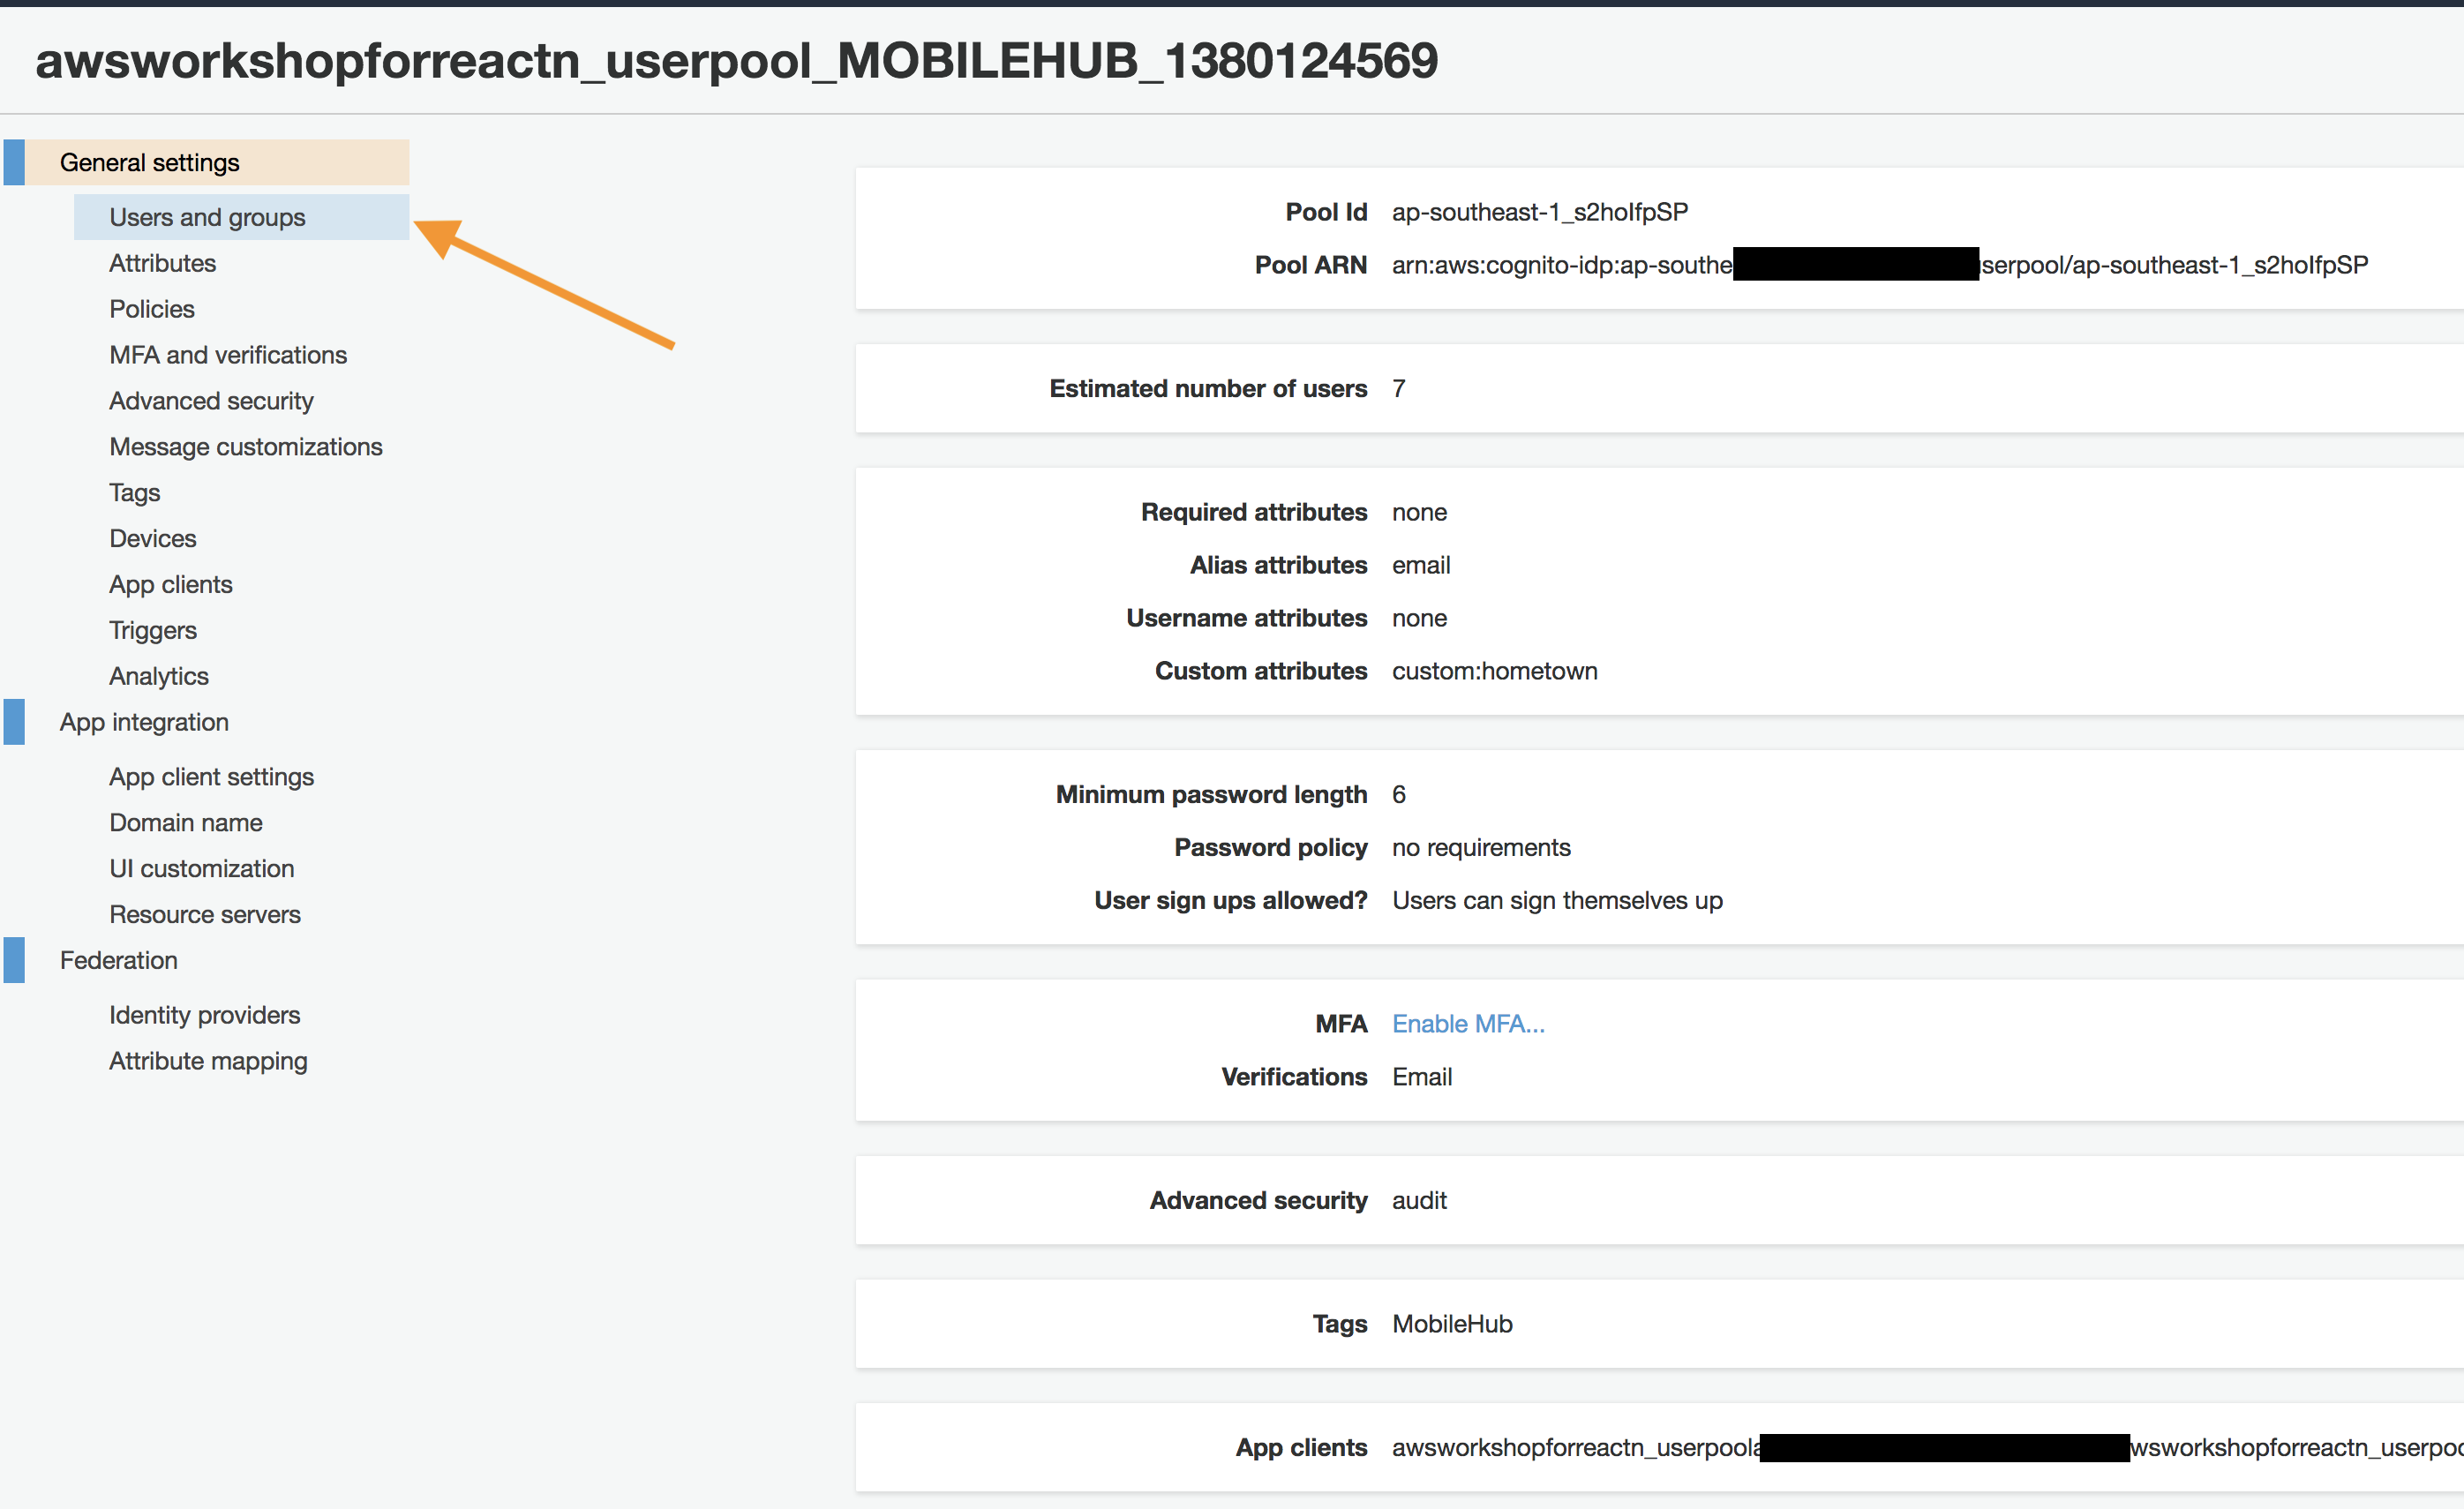 awsworkshopforreactn_userpool_MOBILEHUB_1380124569
General settings
Users and groups
Attributes
Policies
MFA and verifications
Advanced security
Message customizations
Tags
Devices
App clients
Triggers
Analytics
App integration
App client settings
Domain name
UI customization
Resource servers
Federation
Identity providers
Attribute mapping
Pool Id ap-southeast-1_s2holfpSP
Pool ARN arn:aws:cognito-idp:ap-southe serpool/ap-southeast-1_s2holfpSP
Estimated number of users 7
Required attributes none
Alias attributes email
Username attributes none
Custom attributes custom:hometown
Minimum password length 6
Password policy no requirements
User sign ups allowed? Users can sign themselves up
MFA Enable MFA...
Verifications Email
Advanced security audit
Tags MobileHub
App clients awsworkshopforreactn_userpoola wsworkshopforreactn_userpoo